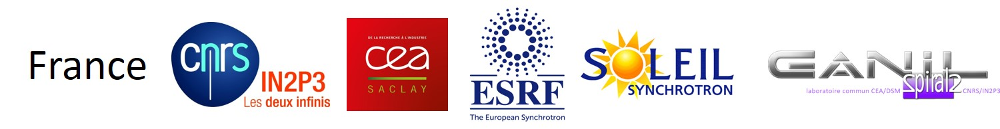 France
cnrs
IN2P3
Les deux infinis
DE LA RECHERCHE À L'INDUSTRIE
cea
SACLAY
ESRF
The European Synchrotron
SOLEIL
SYNCHROTRON
GANIL
spiral2
laboratoire commun CEA/DSM CNRS/IN2P3